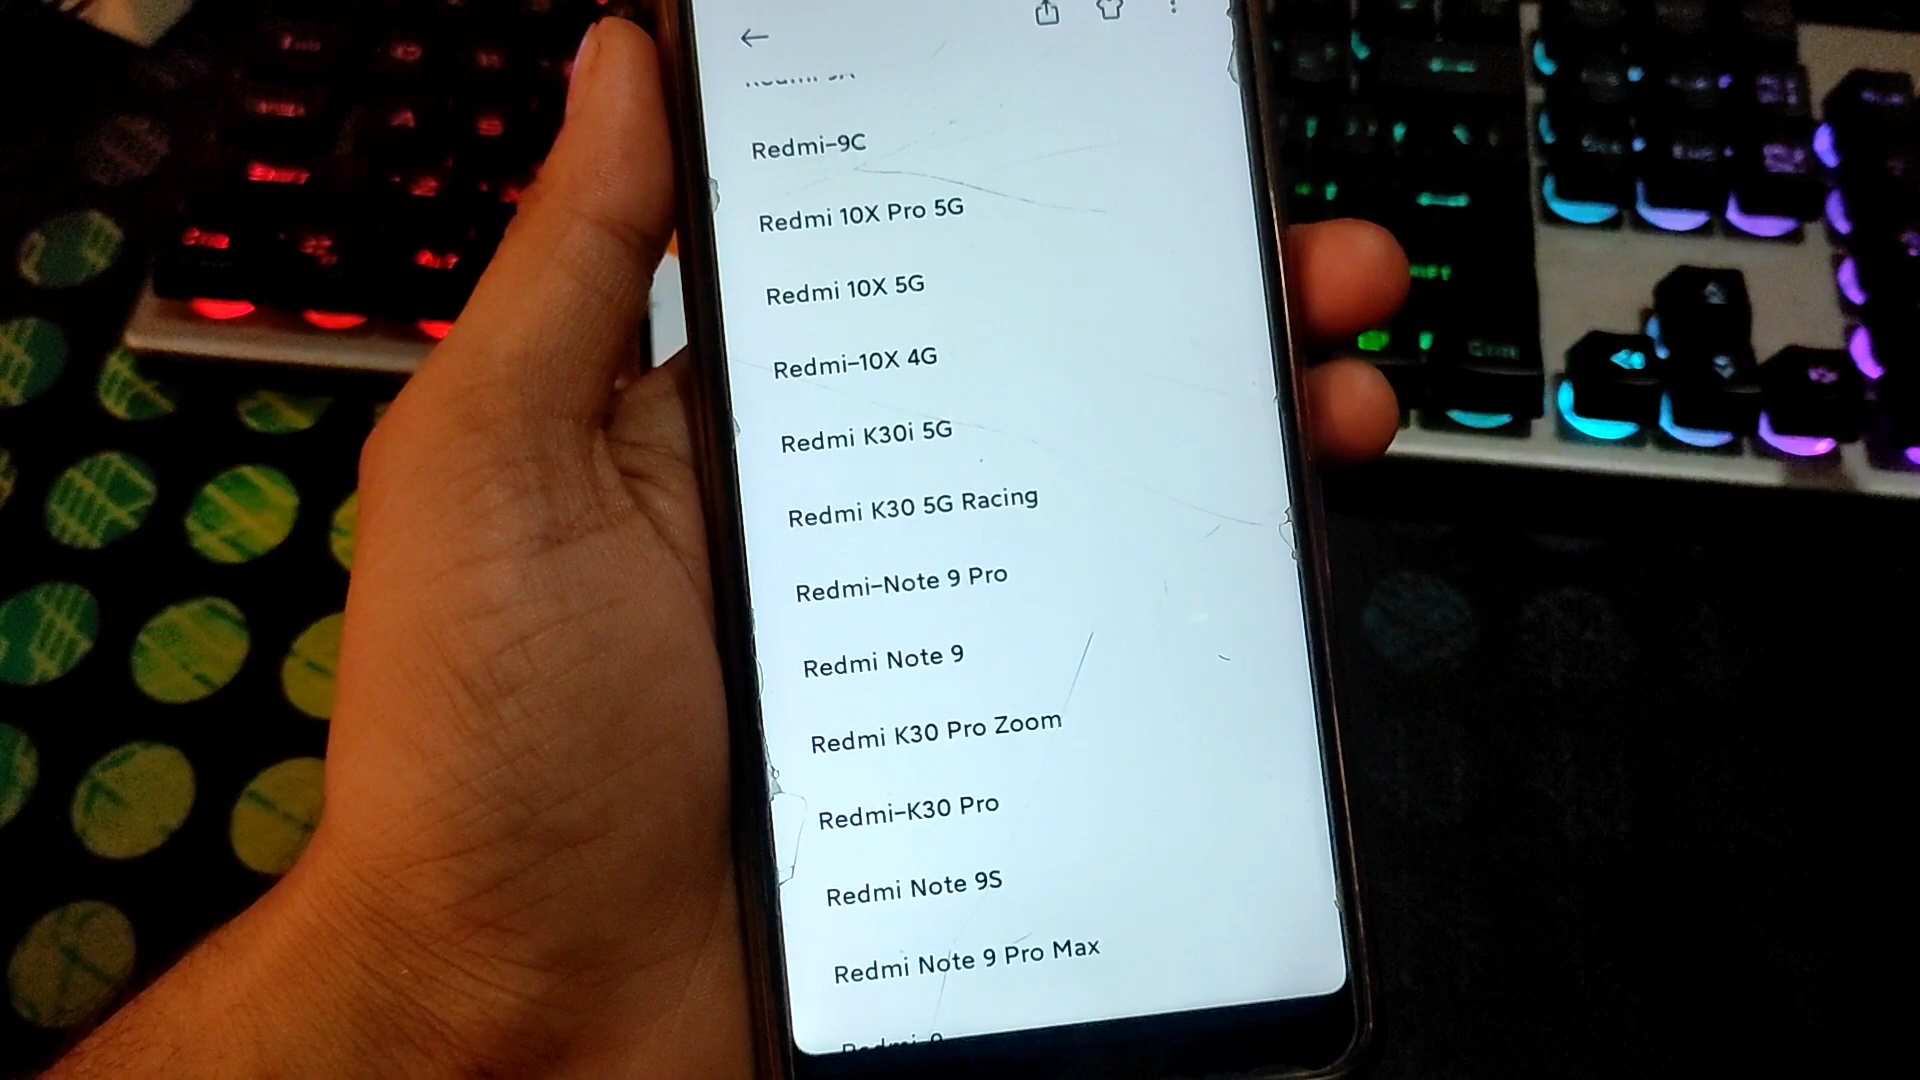 Redmi-9C
Redmi 10X Pro 5G
Redmi 10X 5G
Redmi-10X 4G
Redmi K30i 5G
Redmi K30 5G Racing
Redmi-Note 9 Pro
Redmi Note 9
Redmi K30 Pro Zoom
Redmi-K30 Pro
Redmi Note 9S
Redmi Note 9 Pro Max